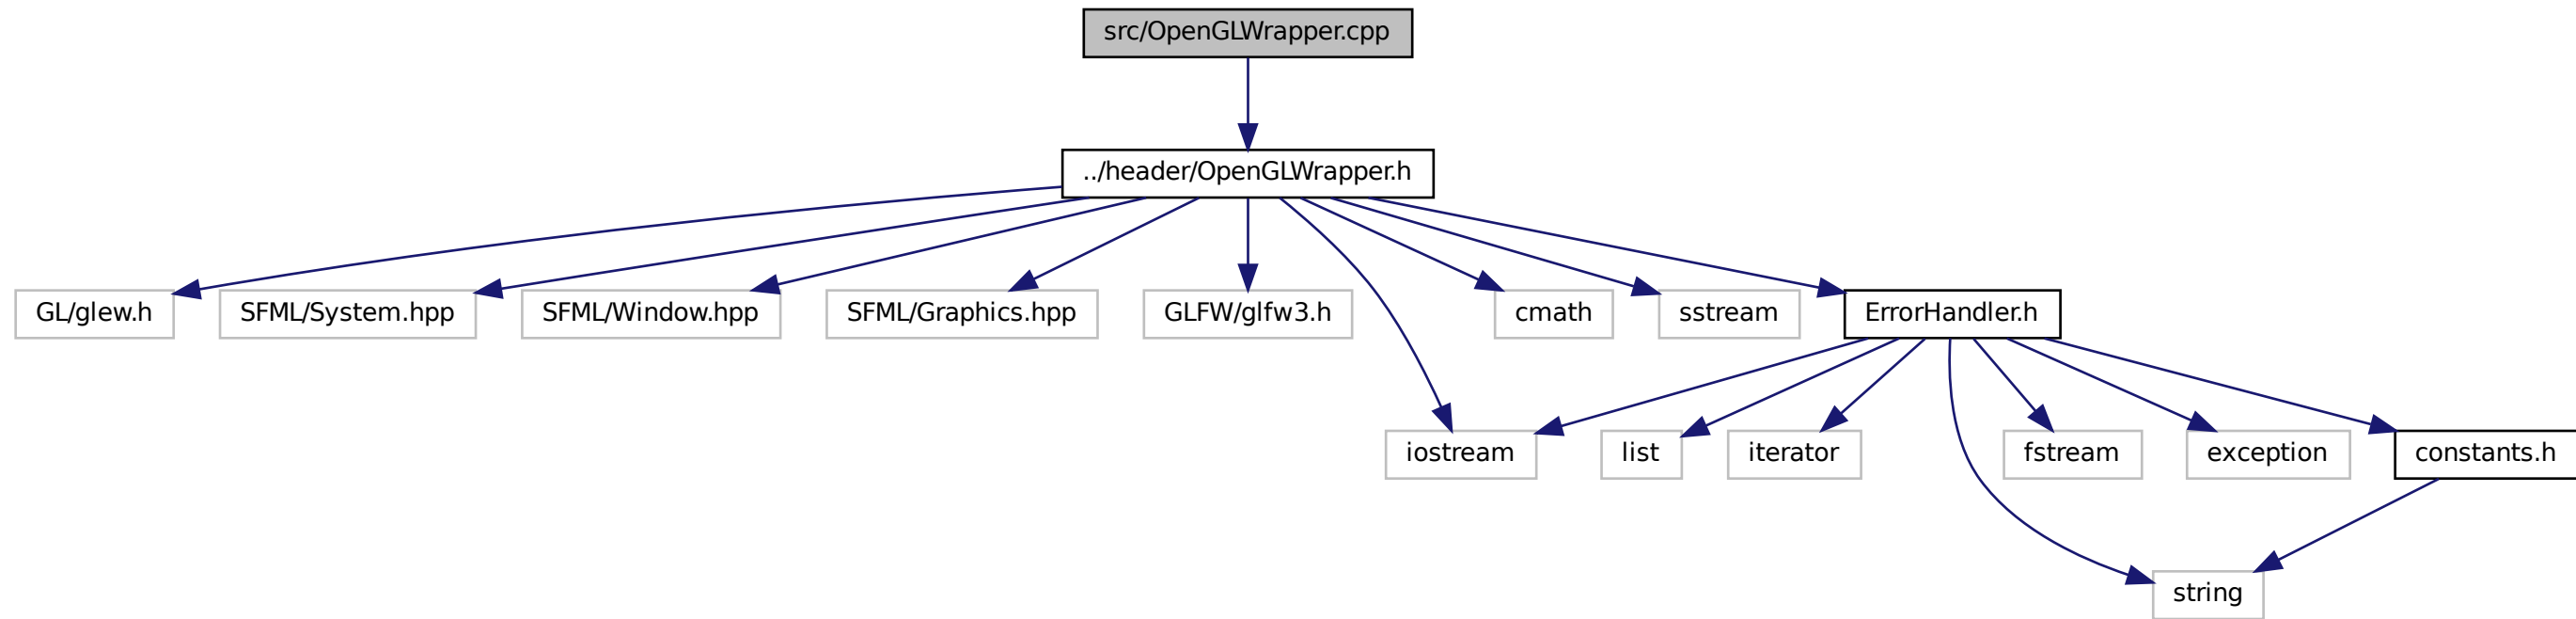 src/OpenGLWrapper.cpp
../header/OpenGLWrapper.h
GL/glew.h
SFML/System.hpp
SFML/Window.hpp
SFML/Graphics.hpp
GLFW/glfw3.h
cmath
sstream
ErrorHandler.h
iostream
list
iterator
fstream
exception
constants.h
string